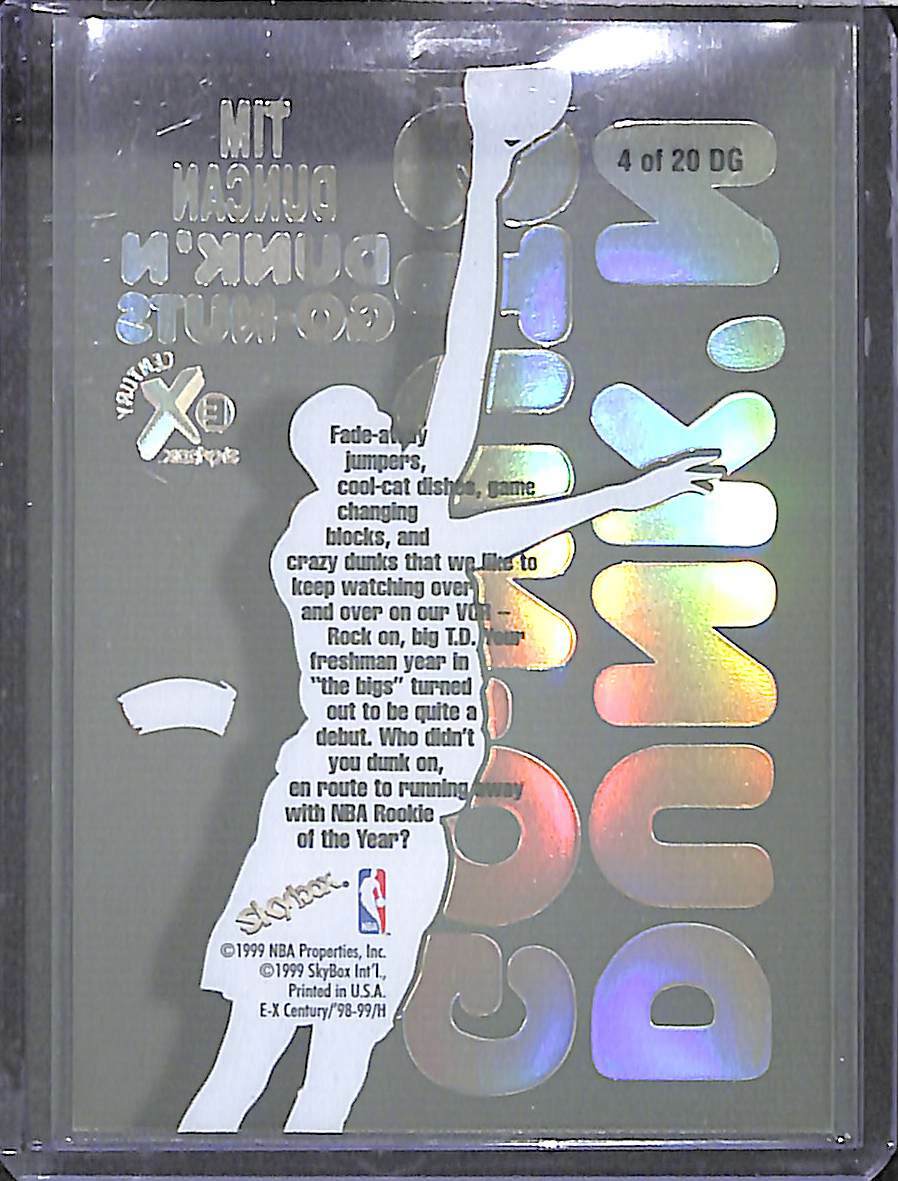 4 of 20 DG
TIM
DUNCAN
DUNK 'N
GO NUTS
E X
CENTURY
SkyBox
DUNK 'N
GO-NUTS
Fade-away
jumpers,
cool-cat dishes, game
changing
blocks, and
crazy dunks that we like to
keep watching over
and over on our VCR –
Rock on, big T.D. Your
freshman year in
"the bigs" turned
out to be quite a
debut. Who didn't
you dunk on,
en route to running away
with NBA Rookie
of the Year?
SkyBox
NBA
©1999 NBA Properties, Inc.
©1999 SkyBox Int'l.,
Printed in U.S.A.
E-X Century/'98-99/H